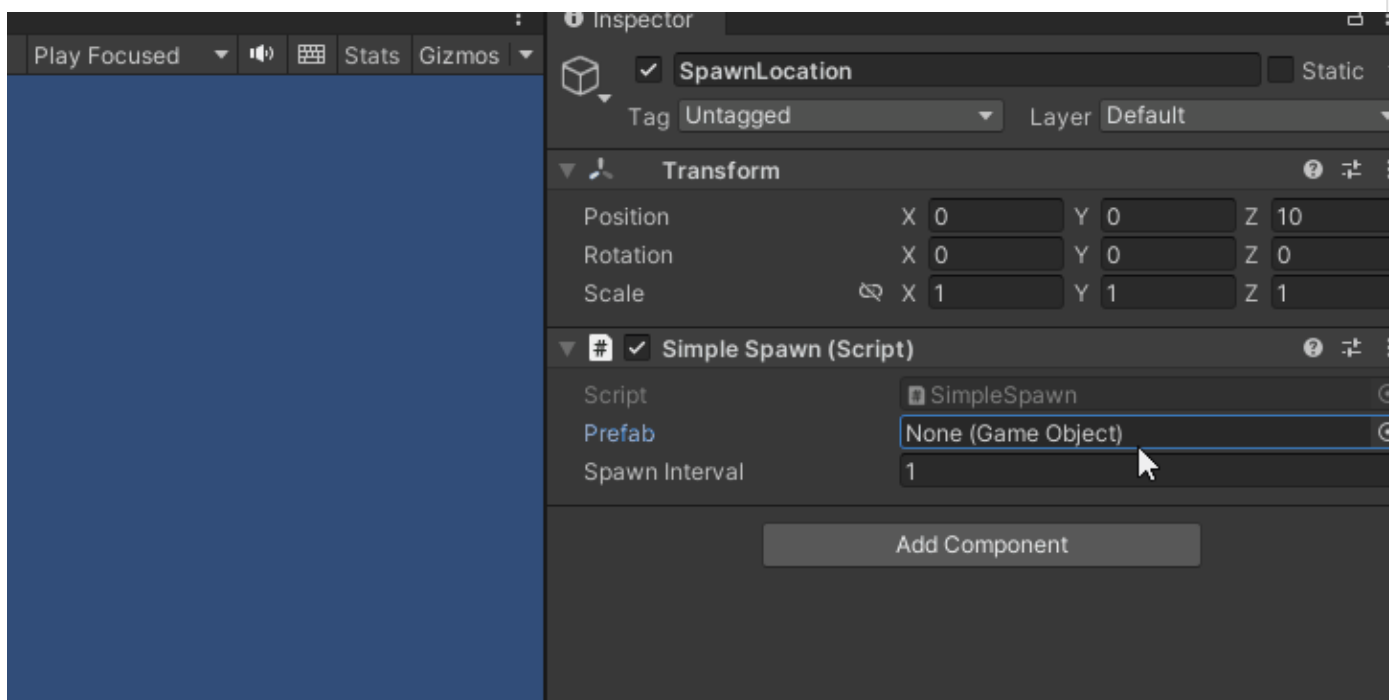 Inspector
Play Focused Stats Gizmos
SpawnLocation Static
Tag Untagged Layer Default
Transform
Position X 0 Y 0 Z 10
Rotation X 0 Y 0 Z 0
Scale X 1 Y 1 Z 1
# Simple Spawn (Script)
Script # SimpleSpawn
Prefab None (Game Object)
Spawn Interval 1
Add Component